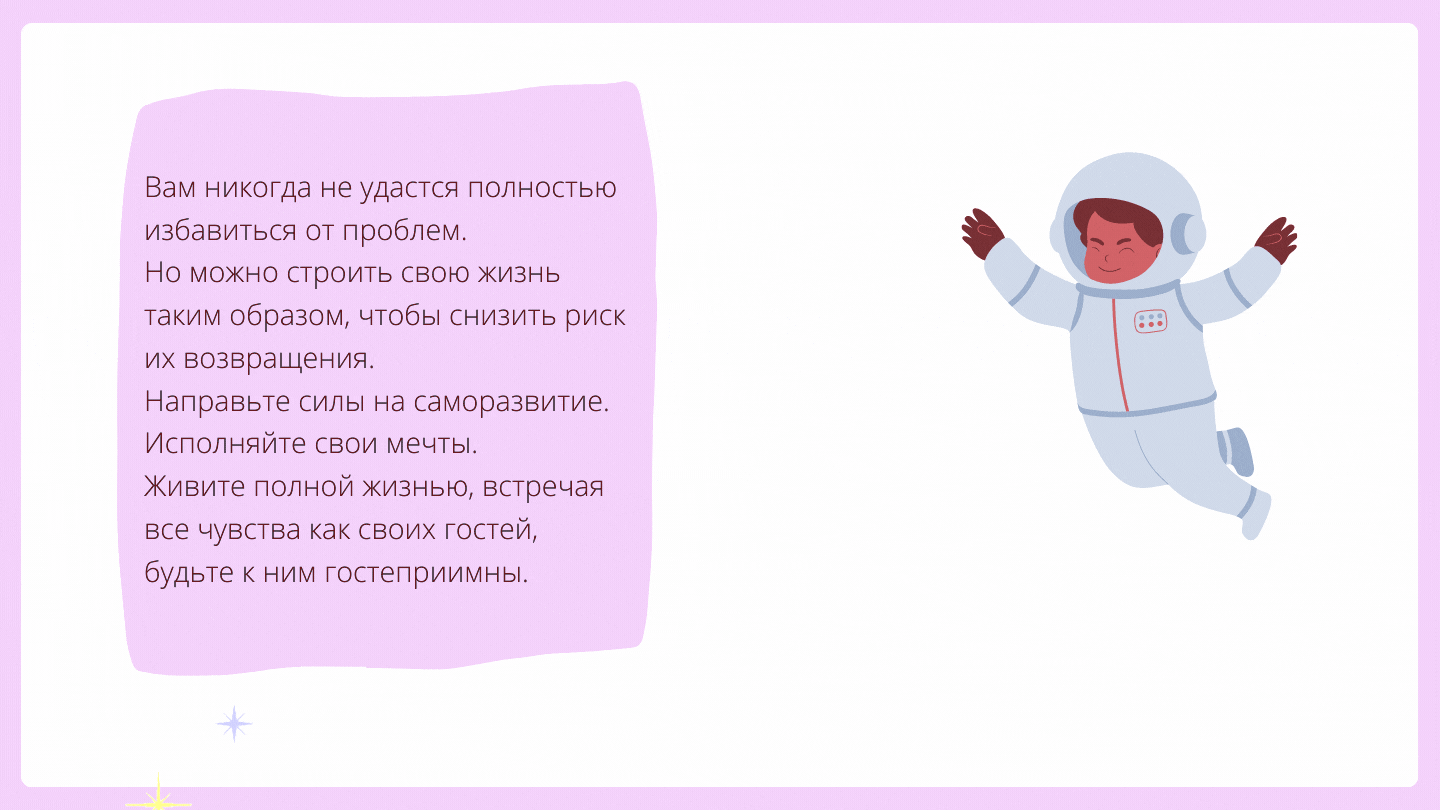 Вам никогда не удастся полностью
избавиться от проблем.
Но можно строить свою жизнь
таким образом, чтобы снизить риск
их возвращения.
Направьте силы на саморазвитие.
Исполняйте свои мечты.
Живите полной жизнью, встречая
все чувства как своих гостей,
будьте к ним гостеприимны.